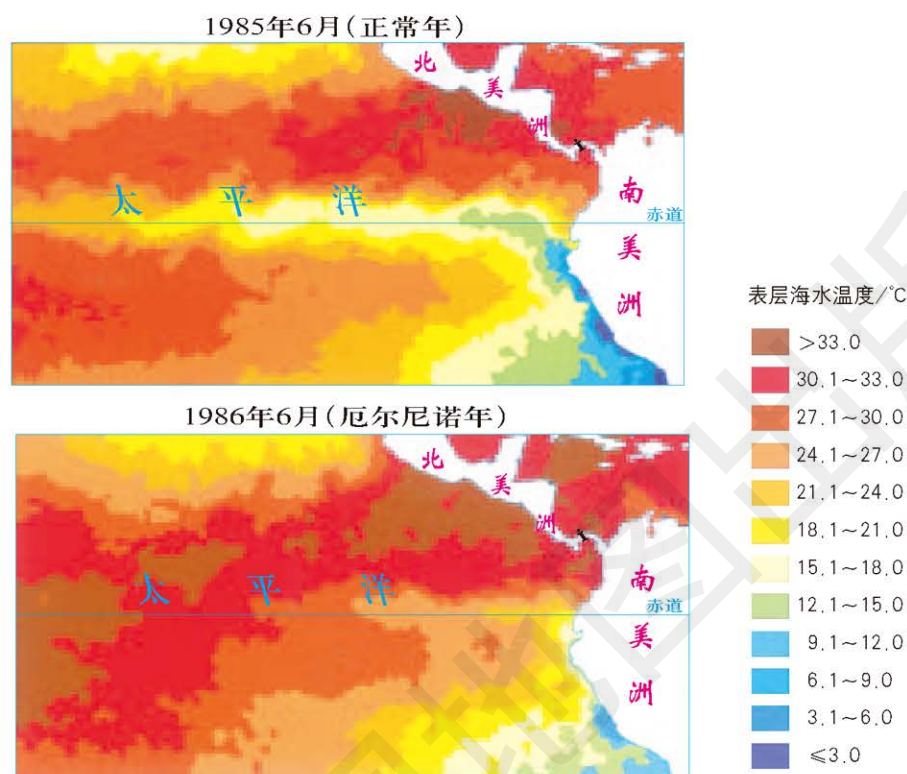 1985年6月(正常年)
北
美
洲
太平洋
南
赤道
美
洲
1986年6月(厄尔尼诺年)
北
美
洲
太平洋
南
赤道
美
洲
表层海水温度/℃
>33.0
30.1~33.0
27.1~30.0
24.1~27.0
21.1~24.0
18.1~21.0
15.1~18.0
12.1~15.0
9.1~12.0
6.1~9.0
3.1~6.0
≤3.0